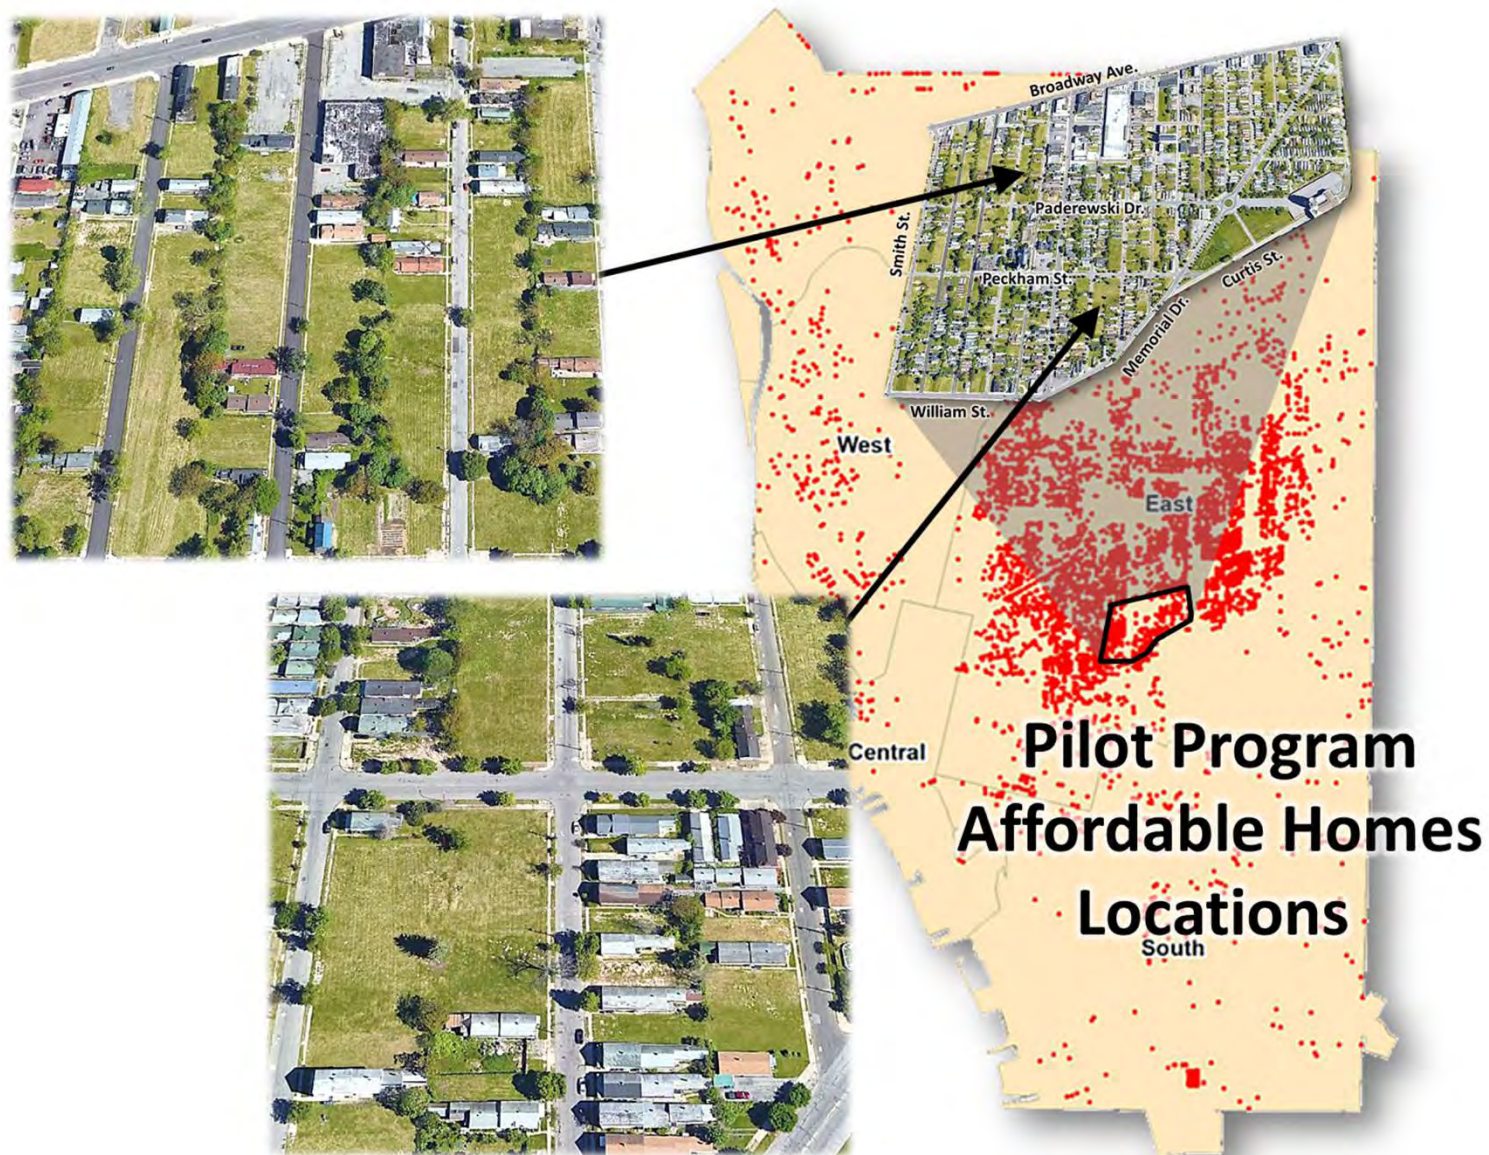 Broadway Ave.
Smith St.
Paderewski Dr.
Peckham St.
Curtis St.
Memorial Dr.
William St.
West
East
Central
Pilot Program
Affordable Homes
Locations
South